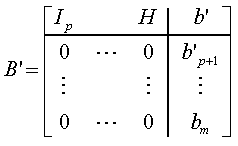 I_p H b'
B'= 0 ⋯ 0 b'_{p+1}
⋮ ⋮ ⋮
0 ⋯ 0 b_m